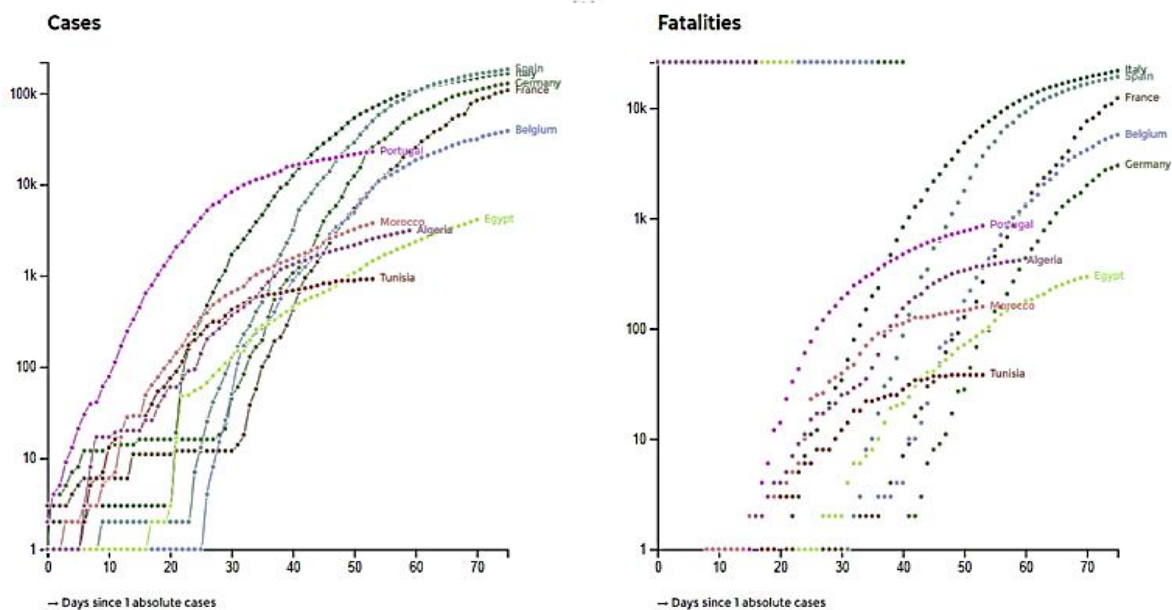 Cases
100k
10k
1k
100
10
1
0 10 20 30 40 50 60 70
Spain
Italy
Germany
France
Belgium
Portugal
Egypt
Morocco
Algeria
Tunisia
→ Days since 1 absolute cases
Fatalities
10k
1k
100
10
1
0 10 20 30 40 50 60 70
Italy
Spain
France
Belgium
Germany
Portugal
Algeria
Egypt
Morocco
Tunisia
→ Days since 1 absolute cases